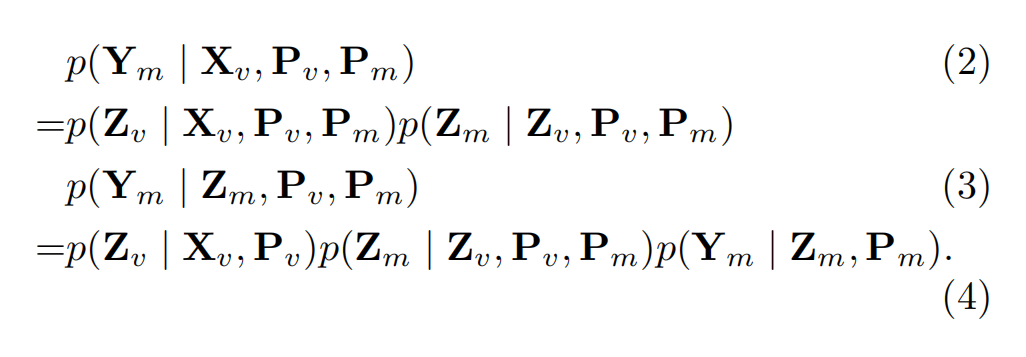 p(Y_m | X_v, P_v, P_m) (2)
=p(Z_v | X_v, P_v, P_m)p(Z_m | Z_v, P_v, P_m)
p(Y_m | Z_m, P_v, P_m) (3)
=p(Z_v | X_v, P_v)p(Z_m | Z_v, P_v, P_m)p(Y_m | Z_m, P_m).
(4)